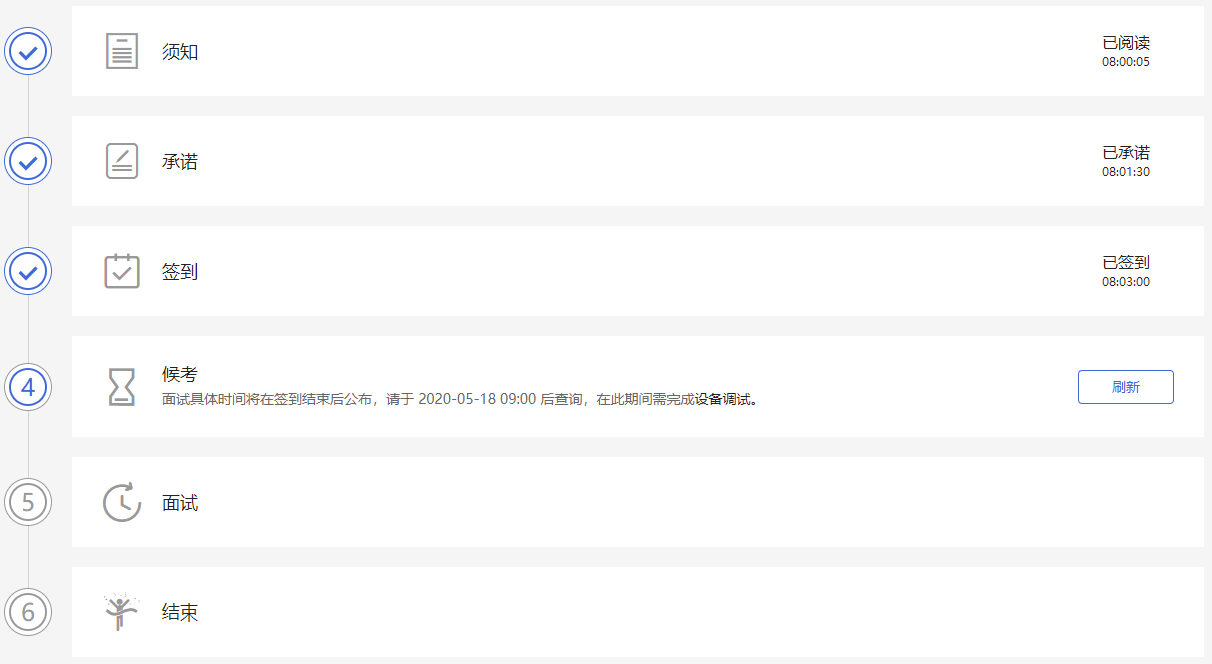 须知
已阅读
08:00:05
承诺
已承诺
08:01:30
签到
已签到
08:03:00
4
候考
面试具体时间将在签到结束后公布，请于 2020-05-18 09:00 后查询，在此期间需完成设备调试。
刷新
5
面试
6
结束